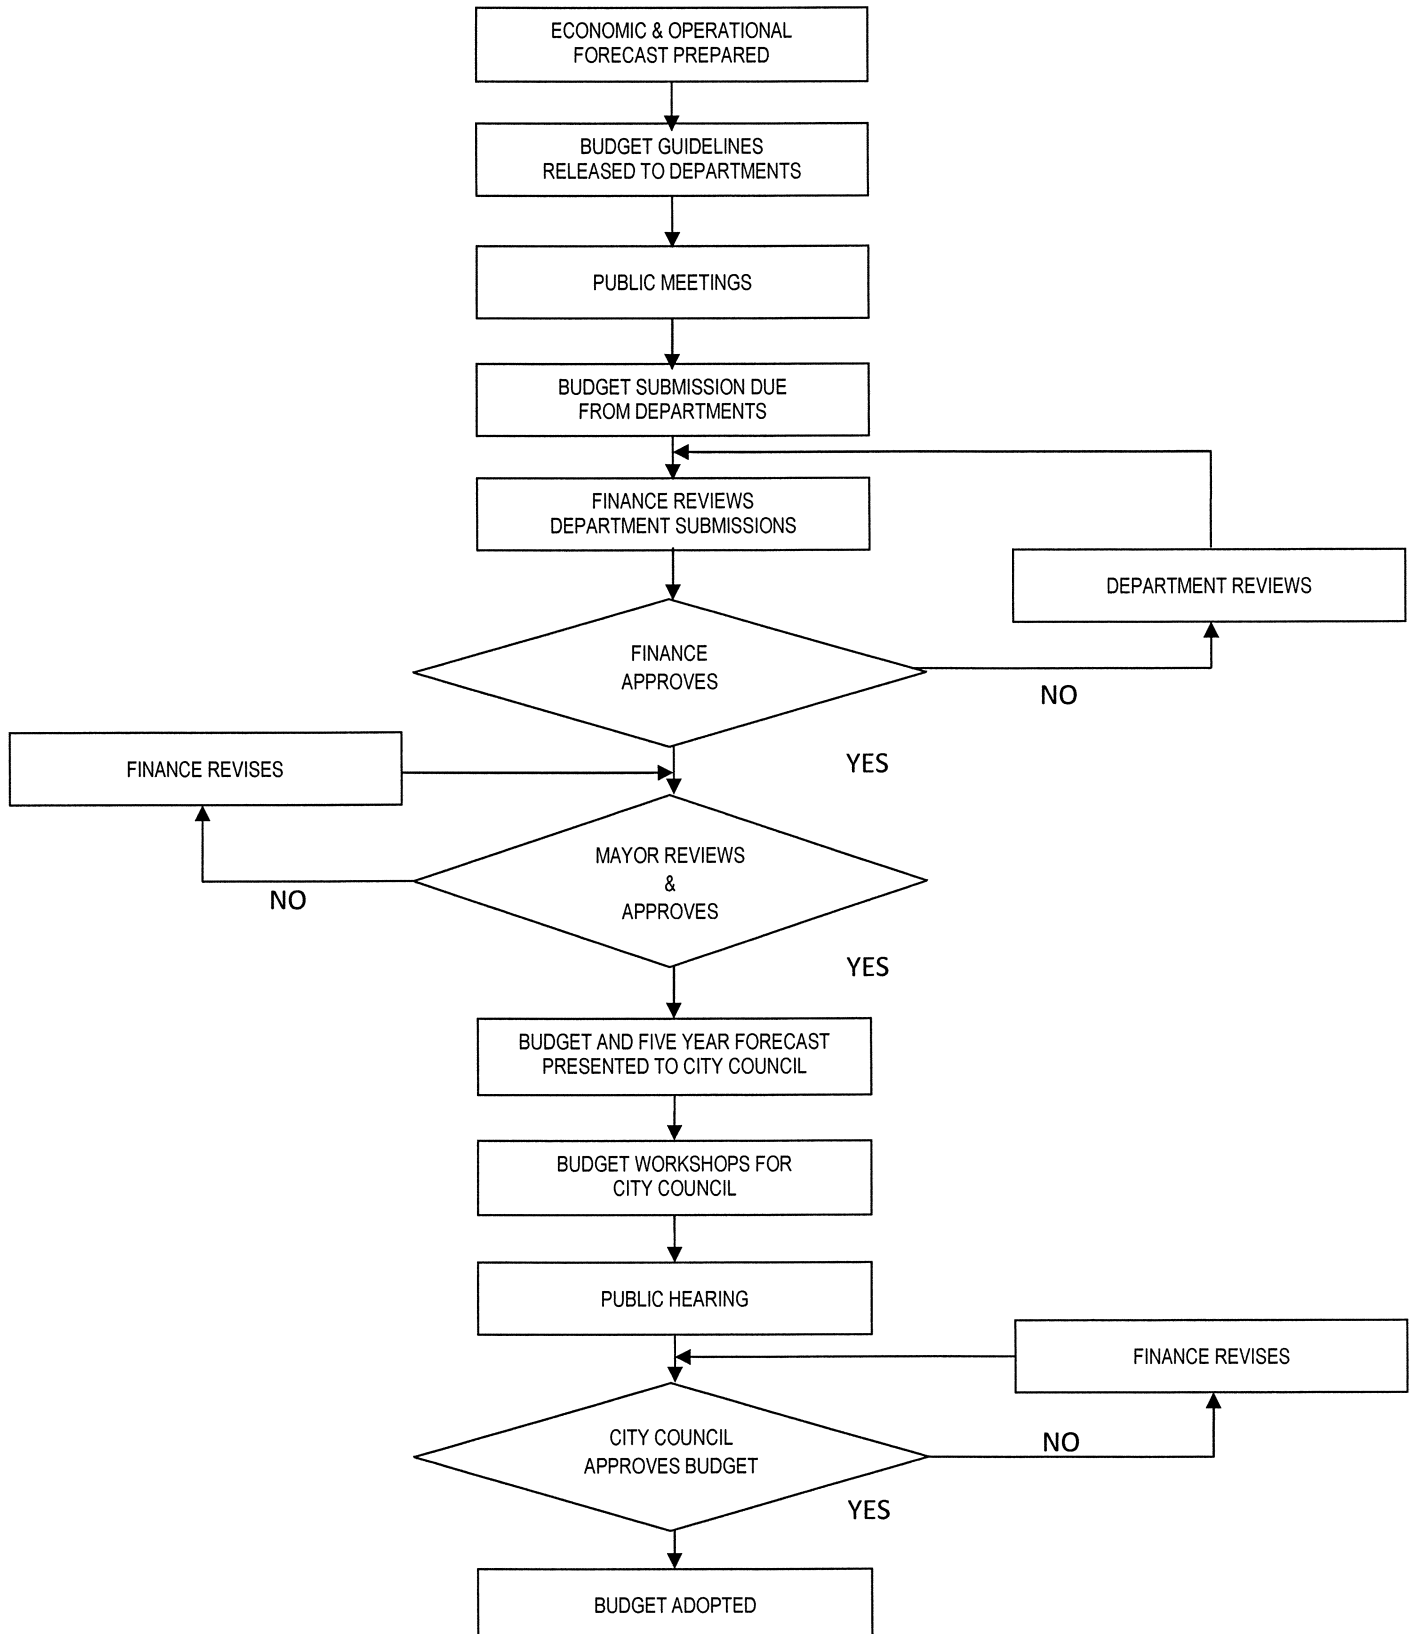 ECONOMIC & OPERATIONAL
FORECAST PREPARED
BUDGET GUIDELINES
RELEASED TO DEPARTMENTS
PUBLIC MEETINGS
BUDGET SUBMISSION DUE
FROM DEPARTMENTS
FINANCE REVIEWS
DEPARTMENT SUBMISSIONS
DEPARTMENT REVIEWS
FINANCE
APPROVES
NO
YES
FINANCE REVISES
MAYOR REVIEWS
&
APPROVES
NO
YES
BUDGET AND FIVE YEAR FORECAST
PRESENTED TO CITY COUNCIL
BUDGET WORKSHOPS FOR
CITY COUNCIL
PUBLIC HEARING
FINANCE REVISES
CITY COUNCIL
APPROVES BUDGET
NO
YES
BUDGET ADOPTED